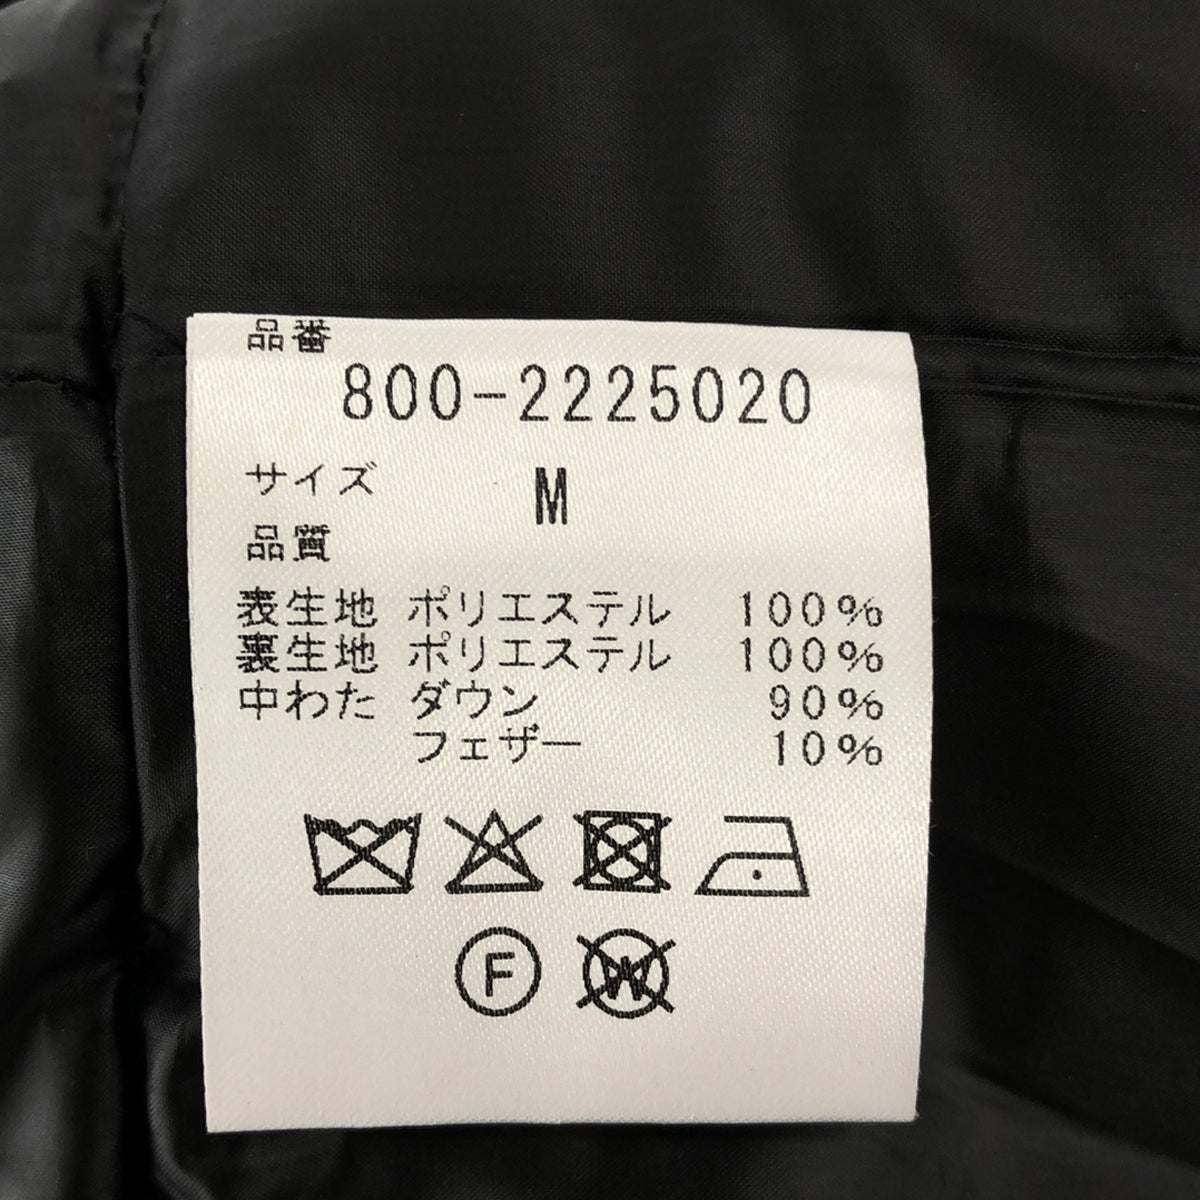 品番
800-2225020
サイズ M
品質
表生地 ポリエステル 100%
裏生地 ポリエステル 100%
中わた ダウン 90%
フェザー 10%
F W